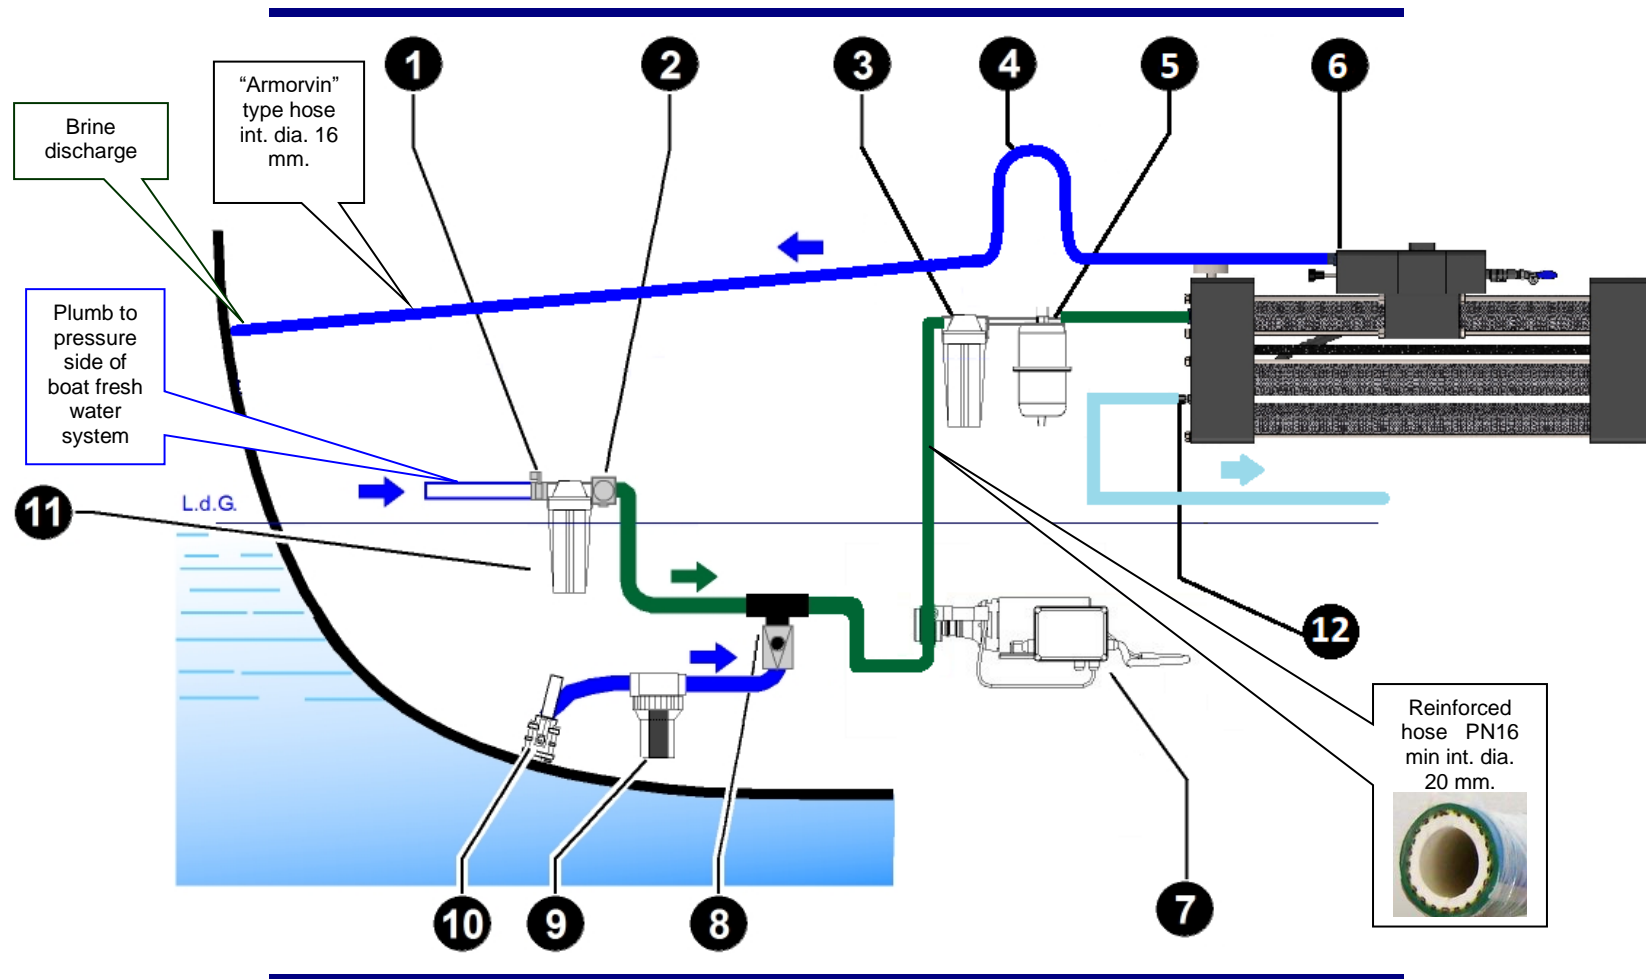 1
2
3
4
5
6
"Armorvin"
type hose
int. dia. 16
mm.
Brine
discharge
Plumb to
pressure
side of
boat fresh
water
system
11
L.d.G.
12
Reinforced
hose PN16
min int. dia.
20 mm.
10
9
8
7